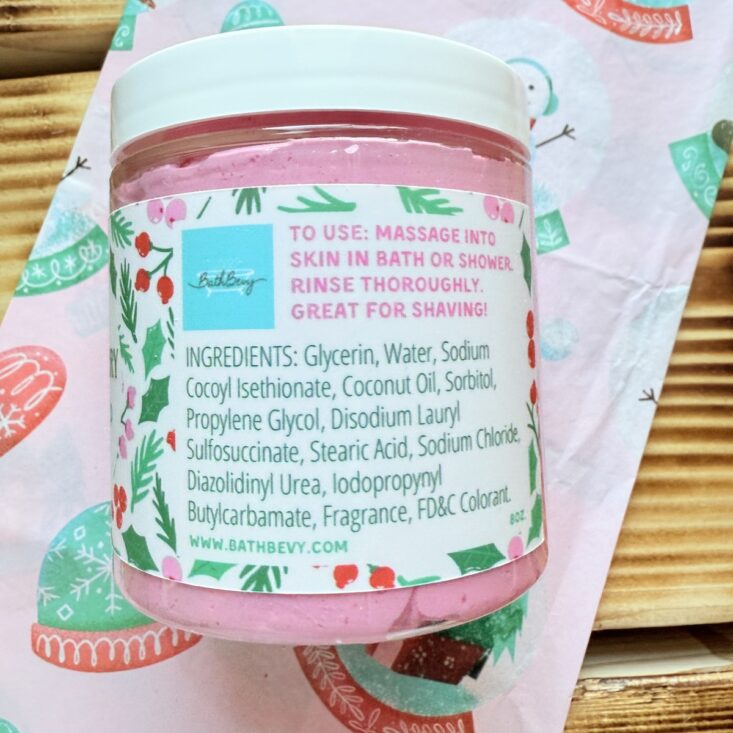 BathBevy
TO USE: MASSAGE INTO
SKIN IN BATH OR SHOWER.
RINSE THOROUGHLY.
GREAT FOR SHAVING!
INGREDIENTS: Glycerin, Water, Sodium
Cocoyl Isethionate, Coconut Oil, Sorbitol,
Propylene Glycol, Disodium Lauryl
Sulfosuccinate, Stearic Acid, Sodium Chloride,
Diazolidinyl Urea, Iodopropynyl
Butylcarbamate, Fragrance, FD&C Colorant.
8OZ.
WWW.BATHBEVY.COM